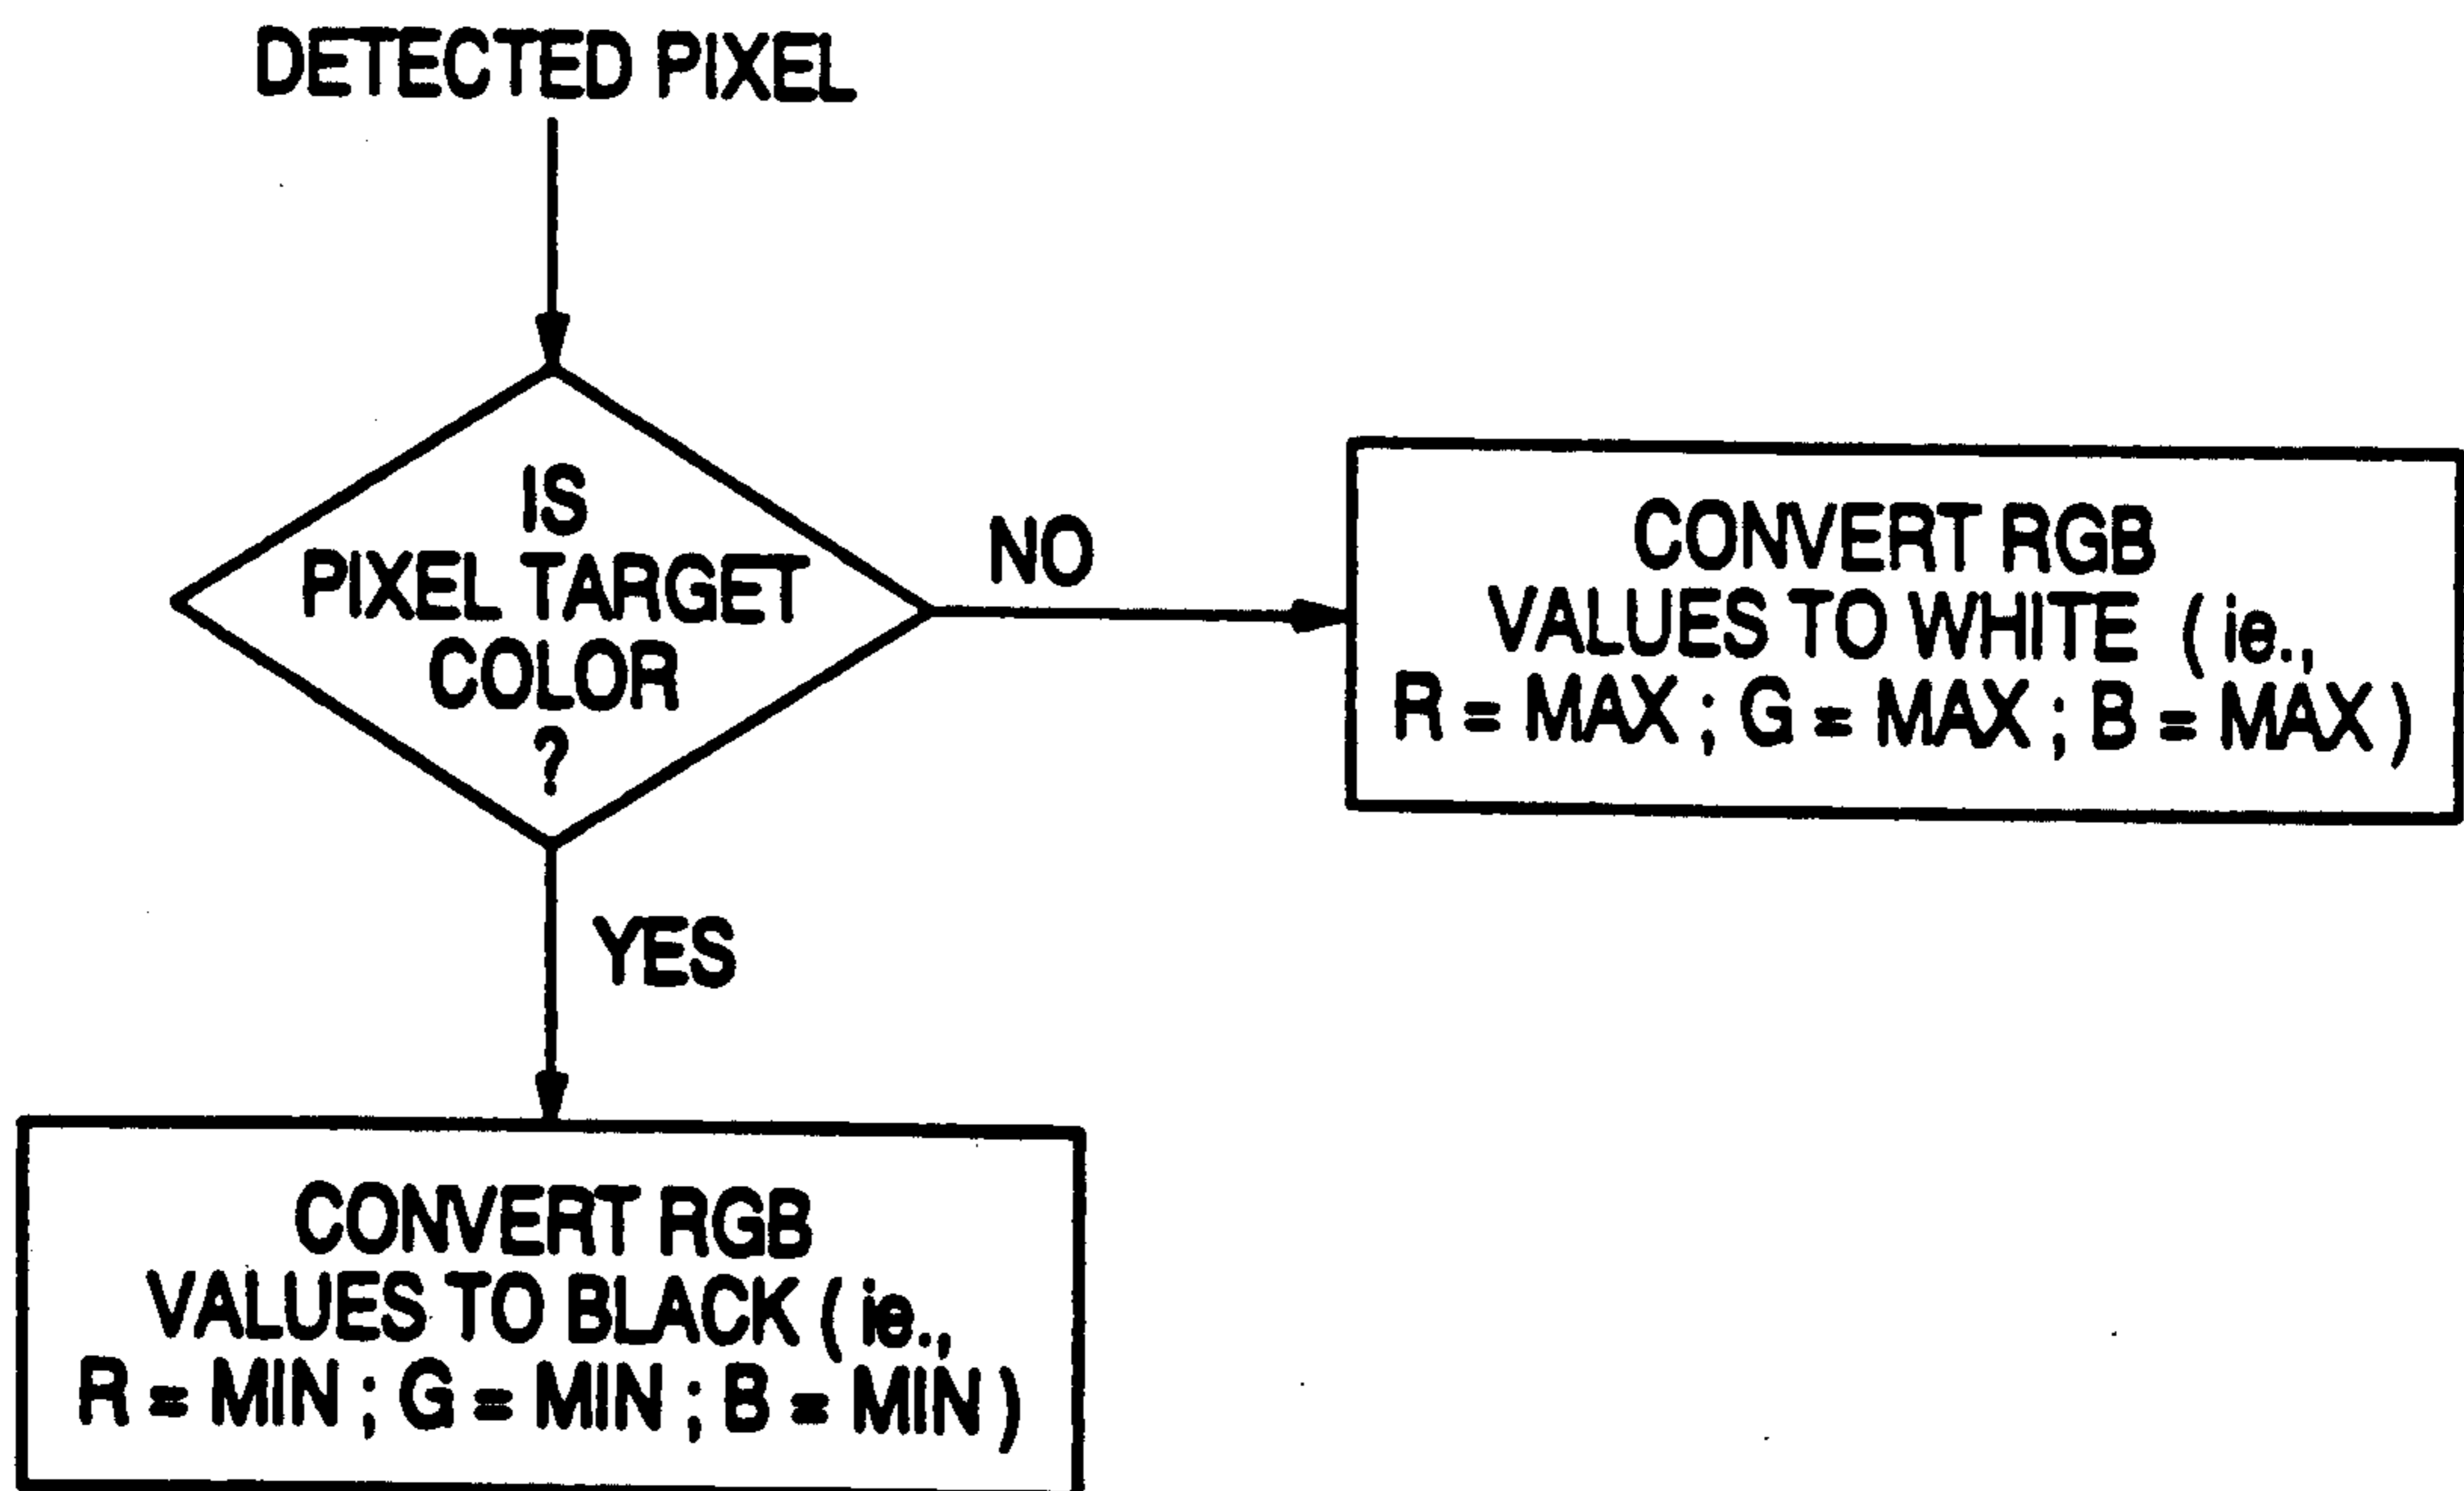 DETECTED PIXEL
IS
PIXEL TARGET
COLOR
?
NO
CONVERT RGB
VALUES TO WHITE (ie.,
R = MAX ; G = MAX ; B = MAX )
YES
CONVERT RGB
VALUES TO BLACK ( ie.,
R = MIN ; G = MIN ; B = MIN )